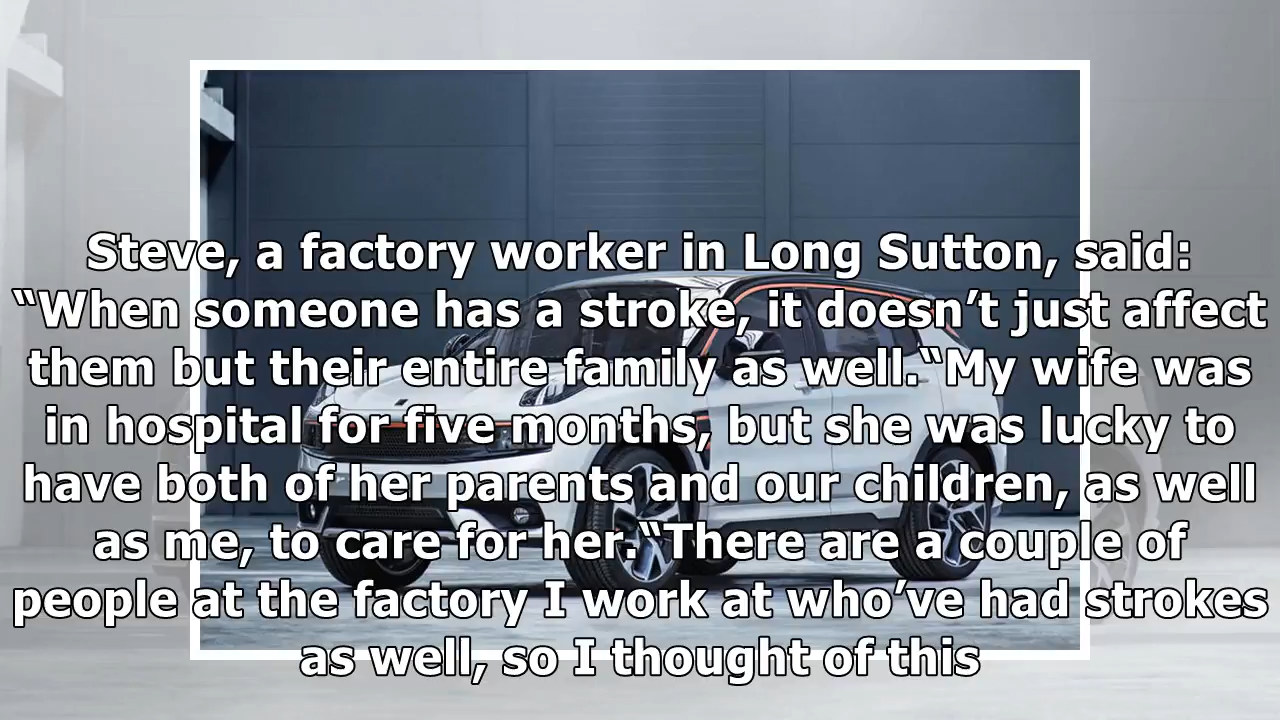 Steve, a factory worker in Long Sutton, said:
“When someone has a stroke, it doesn’t just affect
them but their entire family as well.“My wife was
in hospital for five months, but she was lucky to
have both of her parents and our children, as well
as me, to care for her.“There are a couple of
people at the factory I work at who’ve had strokes
as well, so I thought of this